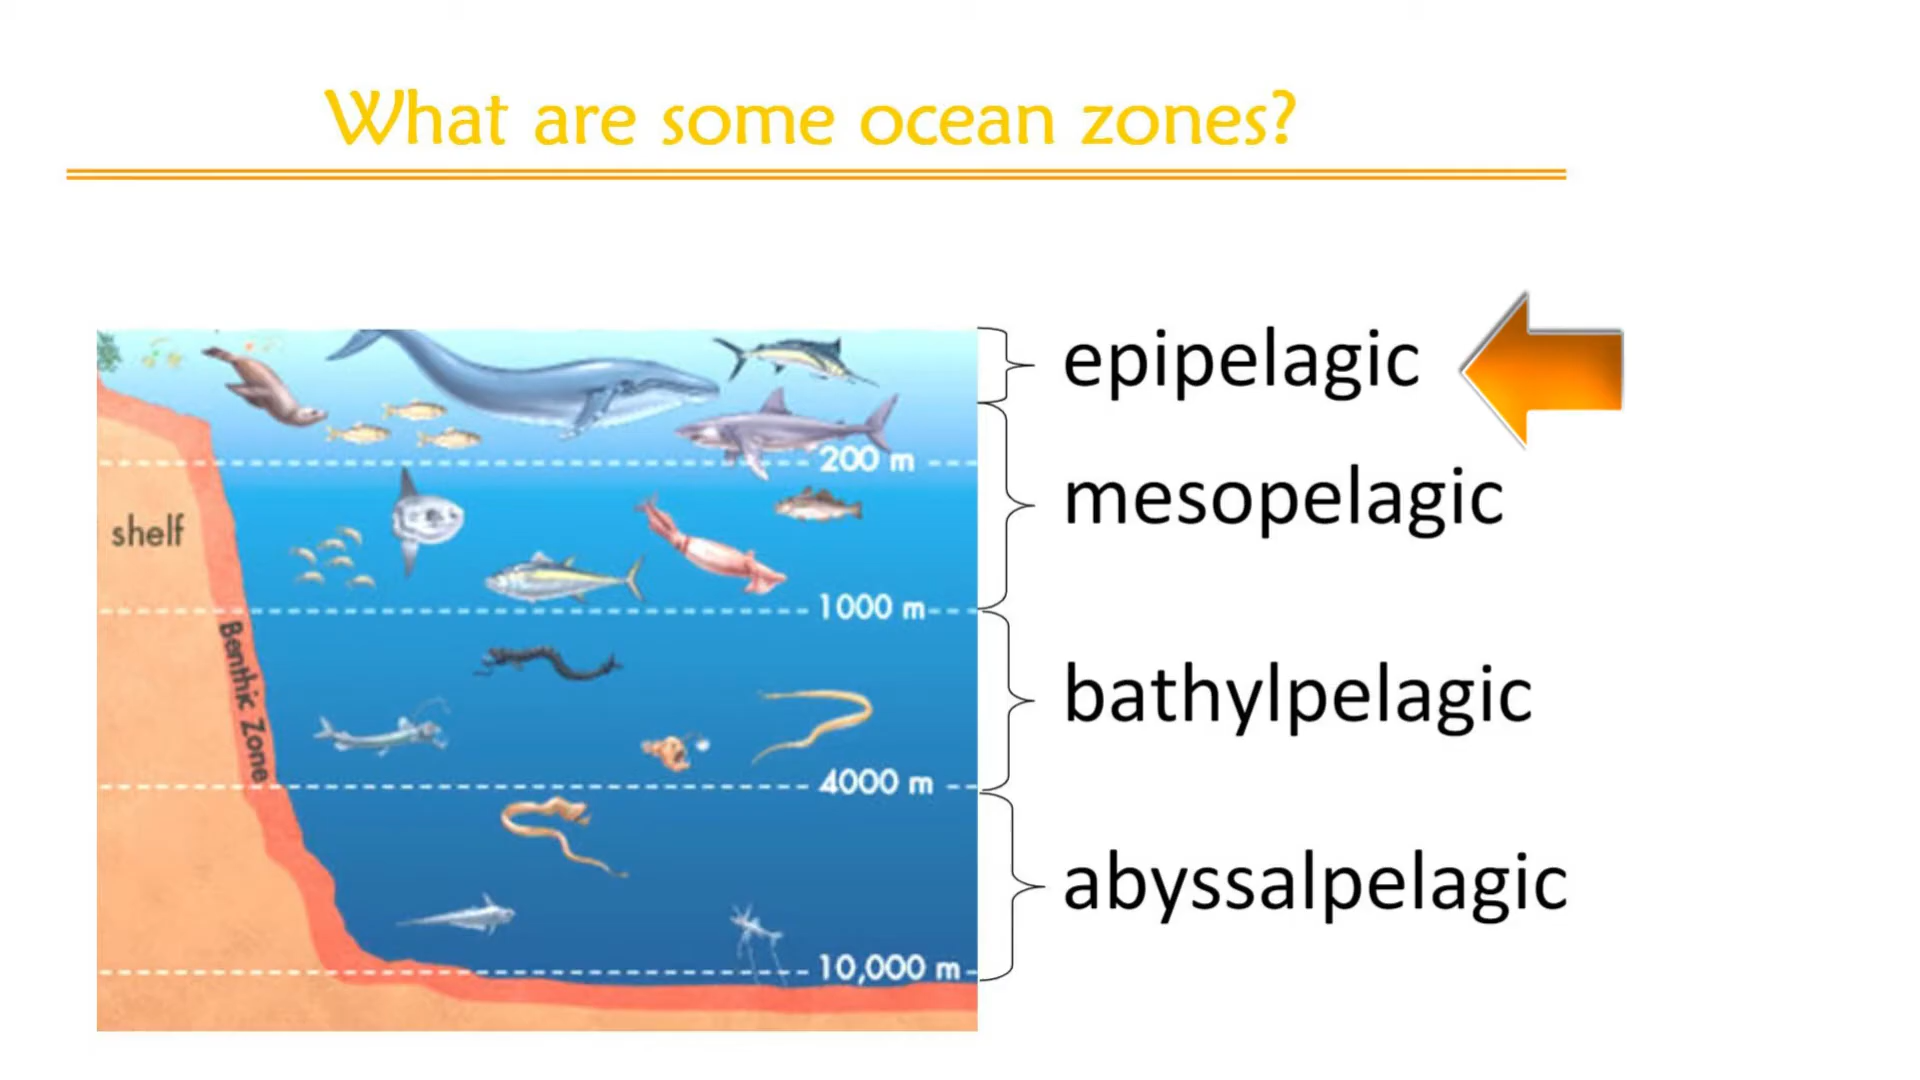 What are some ocean zones?
epipelagic
200 m
mesopelagic
shelf
1000 m
Benthic Zone
bathylpelagic
4000 m
abyssalpelagic
10,000 m